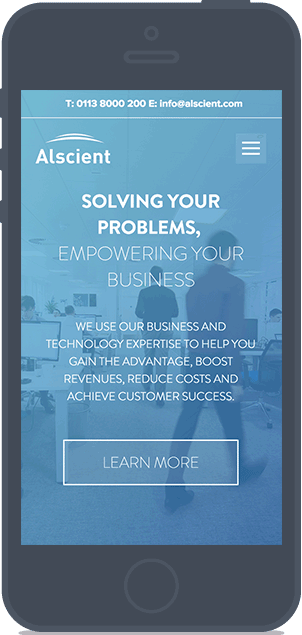 T: 0113 8000 200 E: info@alscient.com
Alscient
SOLVING YOUR
PROBLEMS,
EMPOWERING YOUR
BUSINESS
WE USE OUR BUSINESS AND
TECHNOLOGY EXPERTISE TO HELP YOU
GAIN THE ADVANTAGE, BOOST
REVENUES, REDUCE COSTS AND
ACHIEVE CUSTOMER SUCCESS.
LEARN MORE